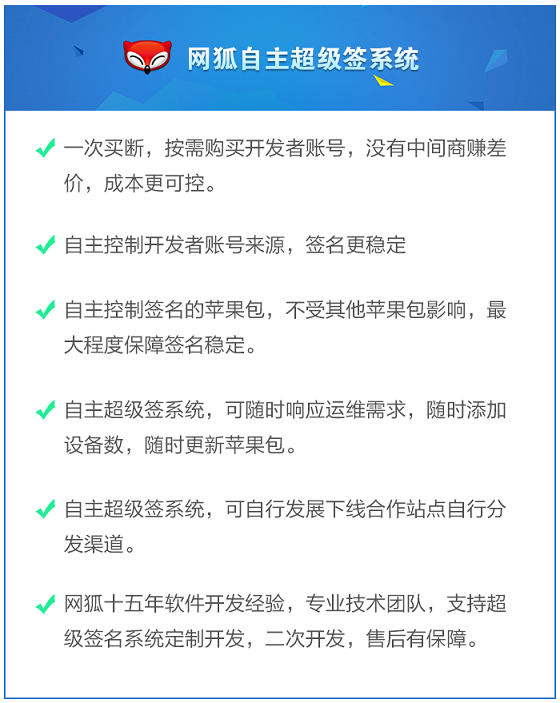 网狐自主超级签系统
一次买断，按需购买开发者账号，没有中间商赚差
价，成本更可控。
自主控制开发者账号来源，签名更稳定
自主控制签名的苹果包，不受其他苹果包影响，最
大程度保障签名稳定。
自主超级签系统，可随时响应运维需求，随时添加
设备数，随时更新苹果包。
自主超级签系统，可自行发展下线合作站点自行分
发渠道。
网狐十五年软件开发经验，专业技术团队，支持超
级签名系统定制开发，二次开发，售后有保障。